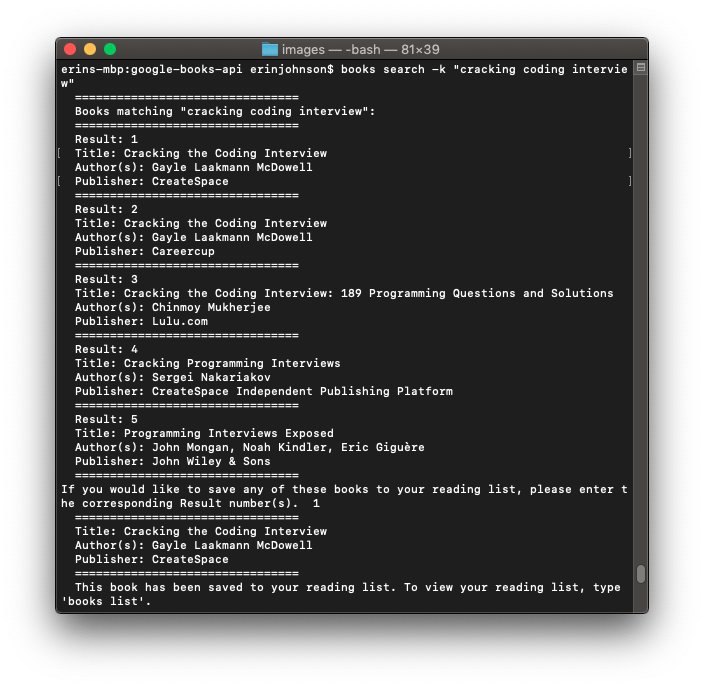 images — -bash — 81×39
erins-mbp:google-books-api erinjohnson$ books search -k "cracking coding intervie
w"
================================
Books matching "cracking coding interview":
================================
Result: 1
[ Title: Cracking the Coding Interview ]
Author(s): Gayle Laakmann McDowell
[ Publisher: CreateSpace ]
================================
Result: 2
Title: Cracking the Coding Interview
Author(s): Gayle Laakmann McDowell
Publisher: Careercup
================================
Result: 3
Title: Cracking the Coding Interview: 189 Programming Questions and Solutions
Author(s): Chinmoy Mukherjee
Publisher: Lulu.com
================================
Result: 4
Title: Cracking Programming Interviews
Author(s): Sergei Nakariakov
Publisher: CreateSpace Independent Publishing Platform
================================
Result: 5
Title: Programming Interviews Exposed
Author(s): John Mongan, Noah Kindler, Eric Giguère
Publisher: John Wiley & Sons
================================
If you would like to save any of these books to your reading list, please enter t
he corresponding Result number(s).  1
================================
Title: Cracking the Coding Interview
Author(s): Gayle Laakmann McDowell
Publisher: CreateSpace
================================
This book has been saved to your reading list. To view your reading list, type
'books list'.